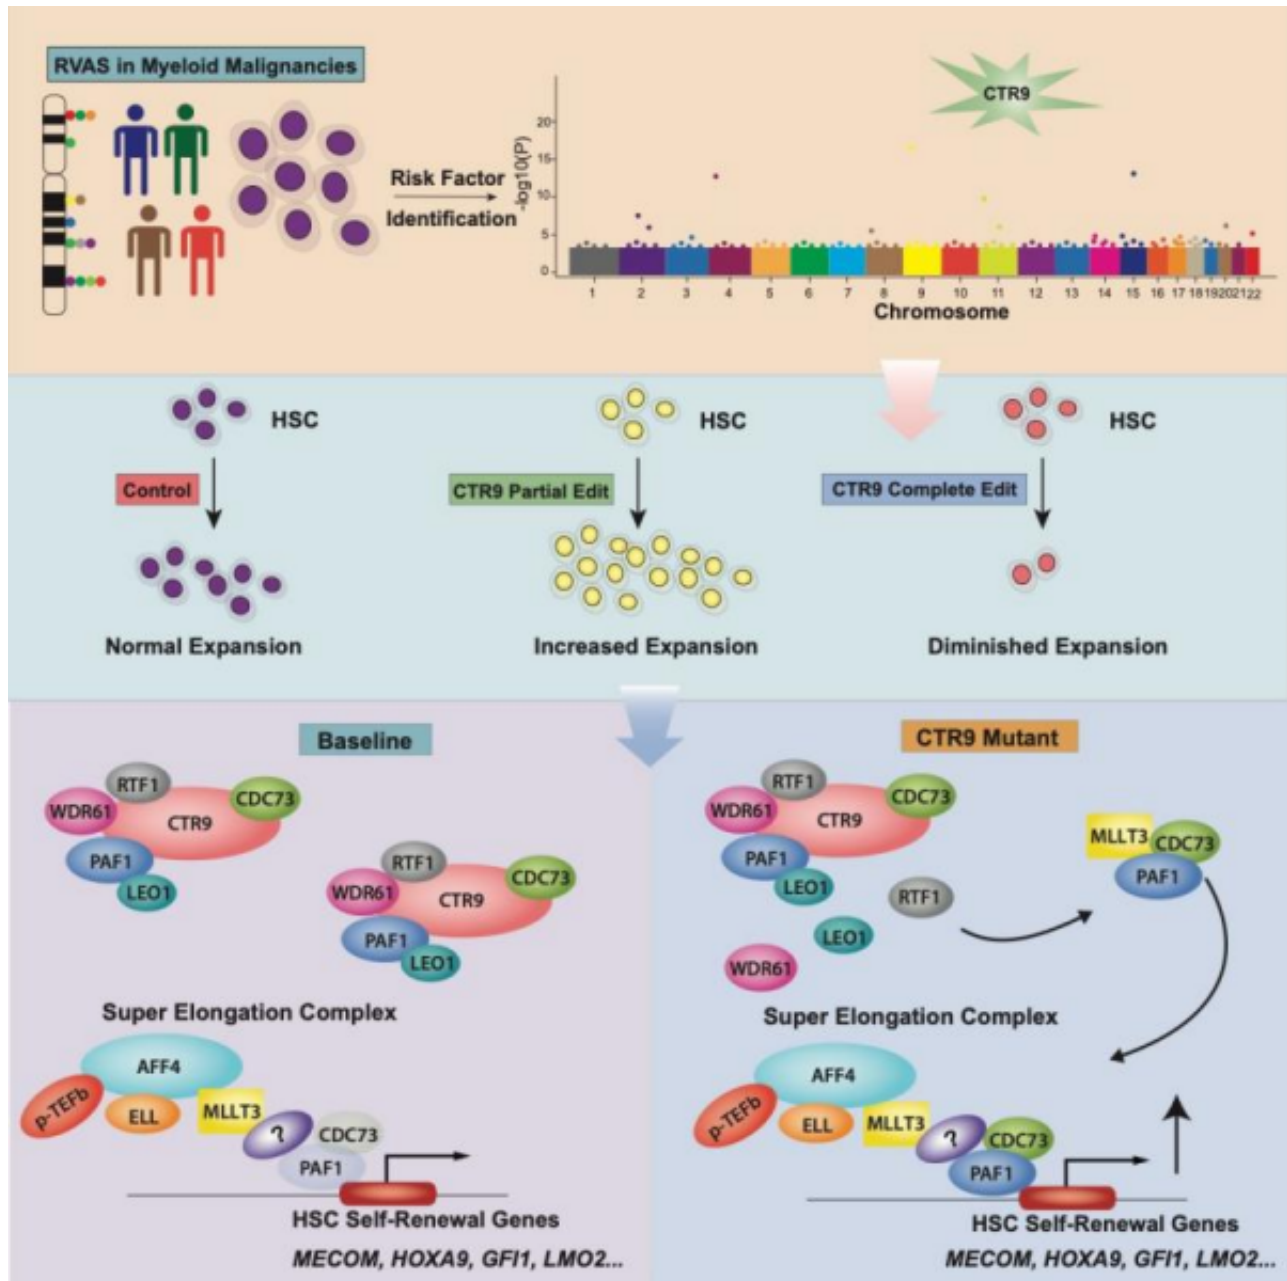 RVAS in Myeloid Malignancies
Risk Factor
Identification
CTR9
-log10(P)
20
15
10
5
0
1 2 3 4 5 6 7 8 9 10 11 12 13 14 15 16 17 18 19 20 21 22
Chromosome
HSC
HSC
HSC
Control
CTR9 Partial Edit
CTR9 Complete Edit
Normal Expansion
Increased Expansion
Diminished Expansion
Baseline
RTF1
CDC73
WDR61
CTR9
PAF1
LEO1
RTF1
CDC73
WDR61
CTR9
PAF1
LEO1
Super Elongation Complex
AFF4
p-TEFb
ELL
MLLT3
?
CDC73
PAF1
HSC Self-Renewal Genes
MECOM, HOXA9, GFI1, LMO2...
CTR9 Mutant
RTF1
CDC73
WDR61
CTR9
PAF1
LEO1
MLLT3
CDC73
PAF1
RTF1
LEO1
WDR61
Super Elongation Complex
AFF4
p-TEFb
ELL
MLLT3
?
CDC73
PAF1
HSC Self-Renewal Genes
MECOM, HOXA9, GFI1, LMO2...